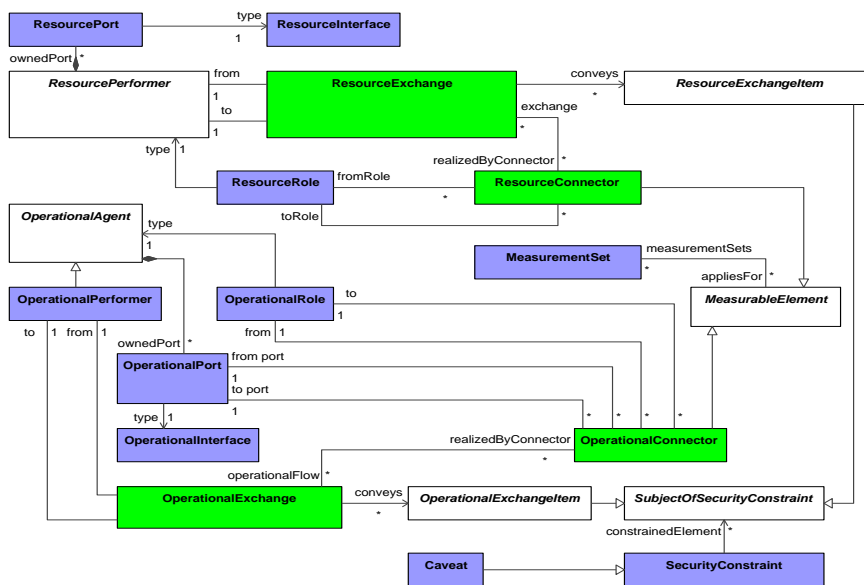 ResourcePort
type
1
ResourceInterface
ownedPort
*
ResourcePerformer
from
1
to
1
ResourceExchange
conveys
*
ResourceExchangeItem
exchange
*
type
1
realizedByConnector
*
ResourceRole
fromRole
*
ResourceConnector
toRole
*
OperationalAgent
type
1
MeasurementSet
measurementSets
*
appliesFor
*
OperationalPerformer
OperationalRole
to
1
MeasurableElement
to
1
from
1
from
1
ownedPort
*
OperationalPort
from port
1
to port
1
type
1
*
*
*
*
OperationalInterface
realizedByConnector
*
OperationalConnector
operationalFlow
*
OperationalExchange
conveys
*
OperationalExchangeItem
SubjectOfSecurityConstraint
constrainedElement
*
Caveat
SecurityConstraint